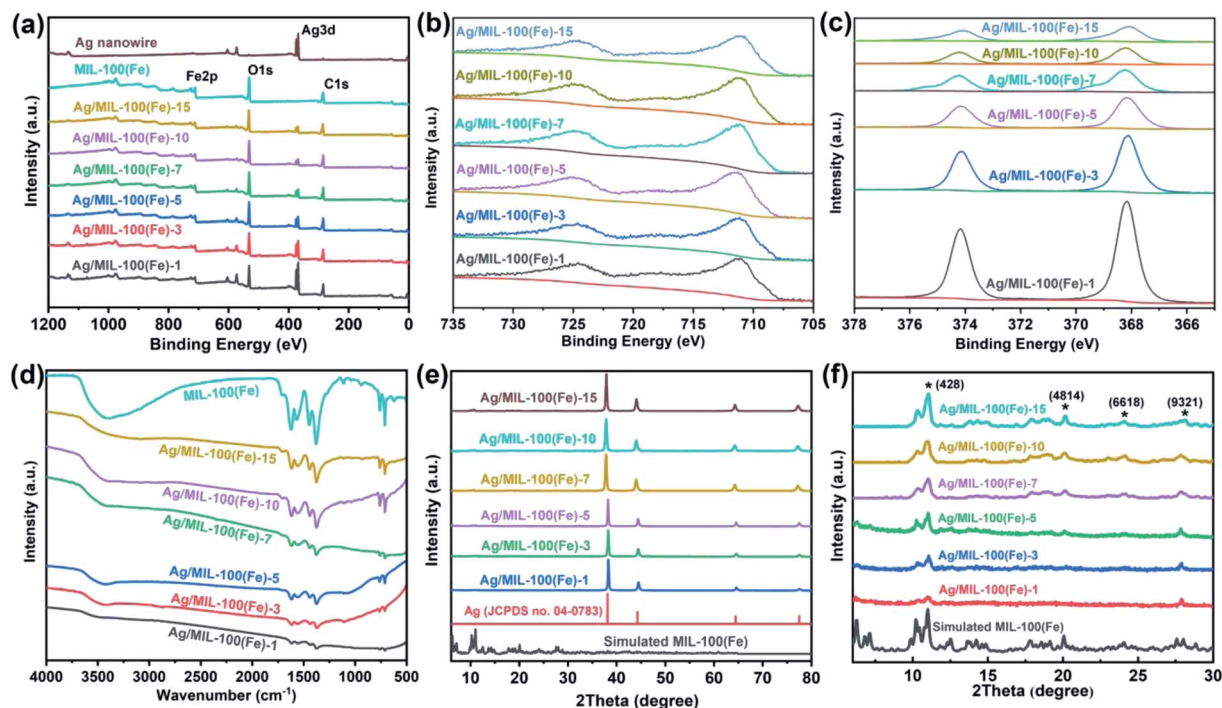 (a)
Ag nanowire
Ag3d
MIL-100(Fe)
Fe2p
O1s
C1s
Ag/MIL-100(Fe)-15
Ag/MIL-100(Fe)-10
Ag/MIL-100(Fe)-7
Ag/MIL-100(Fe)-5
Ag/MIL-100(Fe)-3
Ag/MIL-100(Fe)-1
Intensity (a.u.)
1200 1000 800 600 400 200 0
Binding Energy (eV)
(b)
Ag/MIL-100(Fe)-15
Ag/MIL-100(Fe)-10
Ag/MIL-100(Fe)-7
Ag/MIL-100(Fe)-5
Ag/MIL-100(Fe)-3
Ag/MIL-100(Fe)-1
Intensity (a.u.)
735 730 725 720 715 710 705
Binding Energy (eV)
(c)
Ag/MIL-100(Fe)-15
Ag/MIL-100(Fe)-10
Ag/MIL-100(Fe)-7
Ag/MIL-100(Fe)-5
Ag/MIL-100(Fe)-3
Ag/MIL-100(Fe)-1
Intensity (a.u.)
378 376 374 372 370 368 366
Binding Energy (eV)
(d)
MIL-100(Fe)
Ag/MIL-100(Fe)-15
Ag/MIL-100(Fe)-10
Ag/MIL-100(Fe)-7
Ag/MIL-100(Fe)-5
Ag/MIL-100(Fe)-3
Ag/MIL-100(Fe)-1
Intensity (a.u.)
4000 3500 3000 2500 2000 1500 1000 500
Wavenumber (cm⁻¹)
(e)
Ag/MIL-100(Fe)-15
Ag/MIL-100(Fe)-10
Ag/MIL-100(Fe)-7
Ag/MIL-100(Fe)-5
Ag/MIL-100(Fe)-3
Ag/MIL-100(Fe)-1
Ag (JCPDS no. 04-0783)
Simulated MIL-100(Fe)
Intensity (a.u.)
10 20 30 40 50 60 70 80
2Theta (degree)
(f)
* (428)
(4814)
*
(6618)
*
(9321)
*
Ag/MIL-100(Fe)-15
Ag/MIL-100(Fe)-10
Ag/MIL-100(Fe)-7
Ag/MIL-100(Fe)-5
Ag/MIL-100(Fe)-3
Ag/MIL-100(Fe)-1
Simulated MIL-100(Fe)
Intensity (a.u.)
10 15 20 25 30
2Theta (degree)